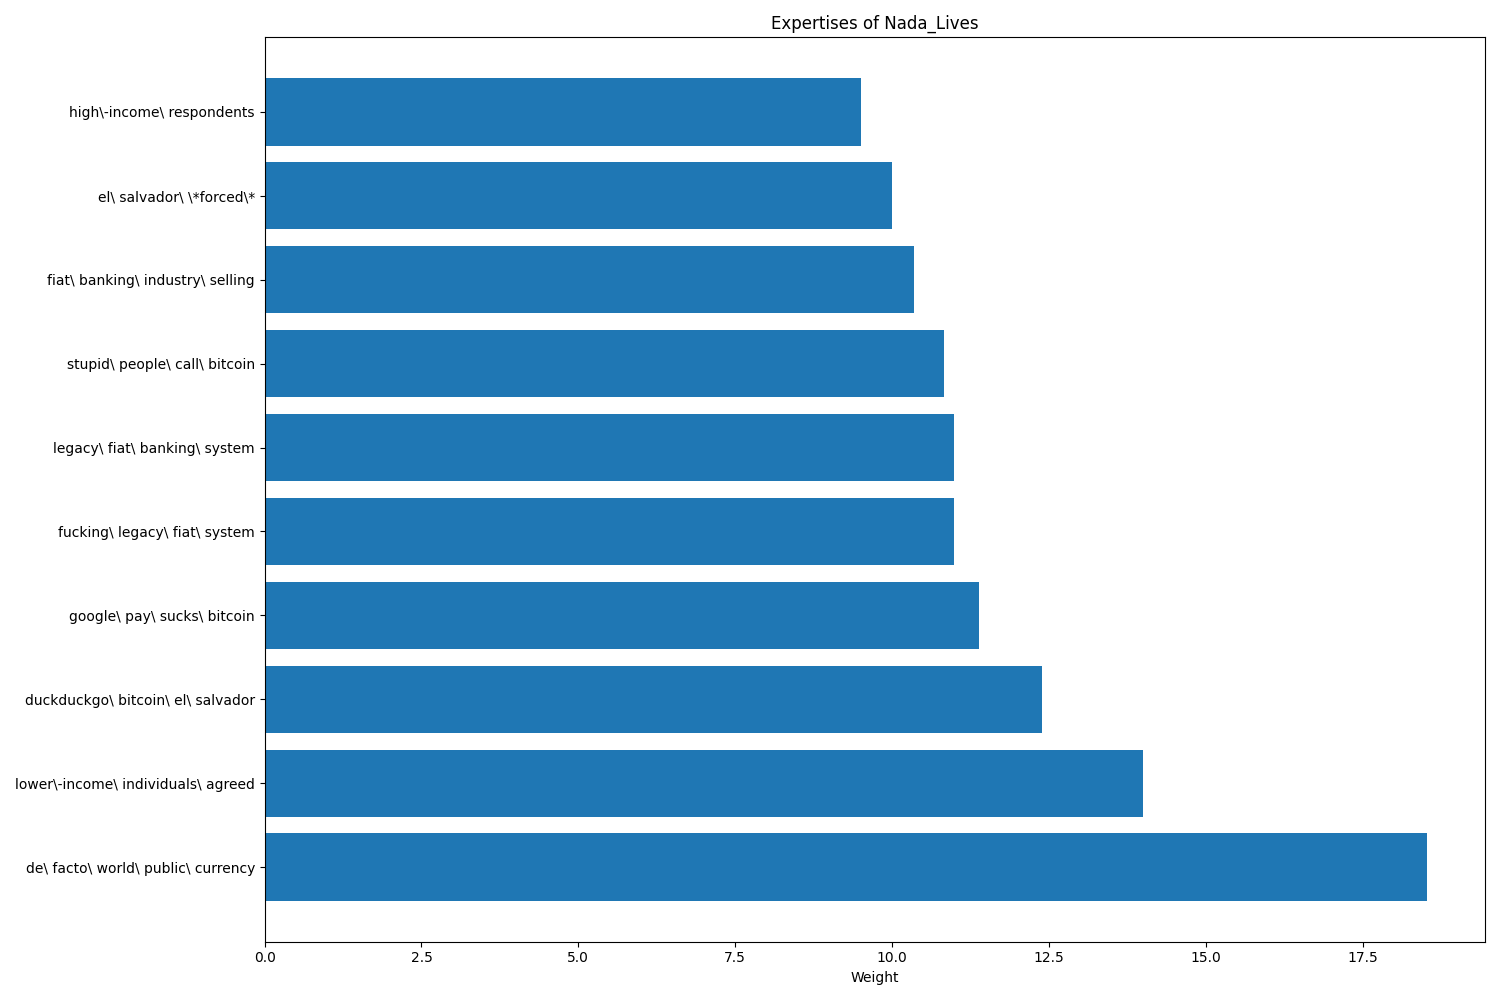 Expertises of Nada_Lives
high\-income\ respondents
el\ salvador\ \*forced\*
fiat\ banking\ industry\ selling
stupid\ people\ call\ bitcoin
legacy\ fiat\ banking\ system
fucking\ legacy\ fiat\ system
google\ pay\ sucks\ bitcoin
duckduckgo\ bitcoin\ el\ salvador
lower\-income\ individuals\ agreed
de\ facto\ world\ public\ currency
0.0 2.5 5.0 7.5 10.0 12.5 15.0 17.5
Weight